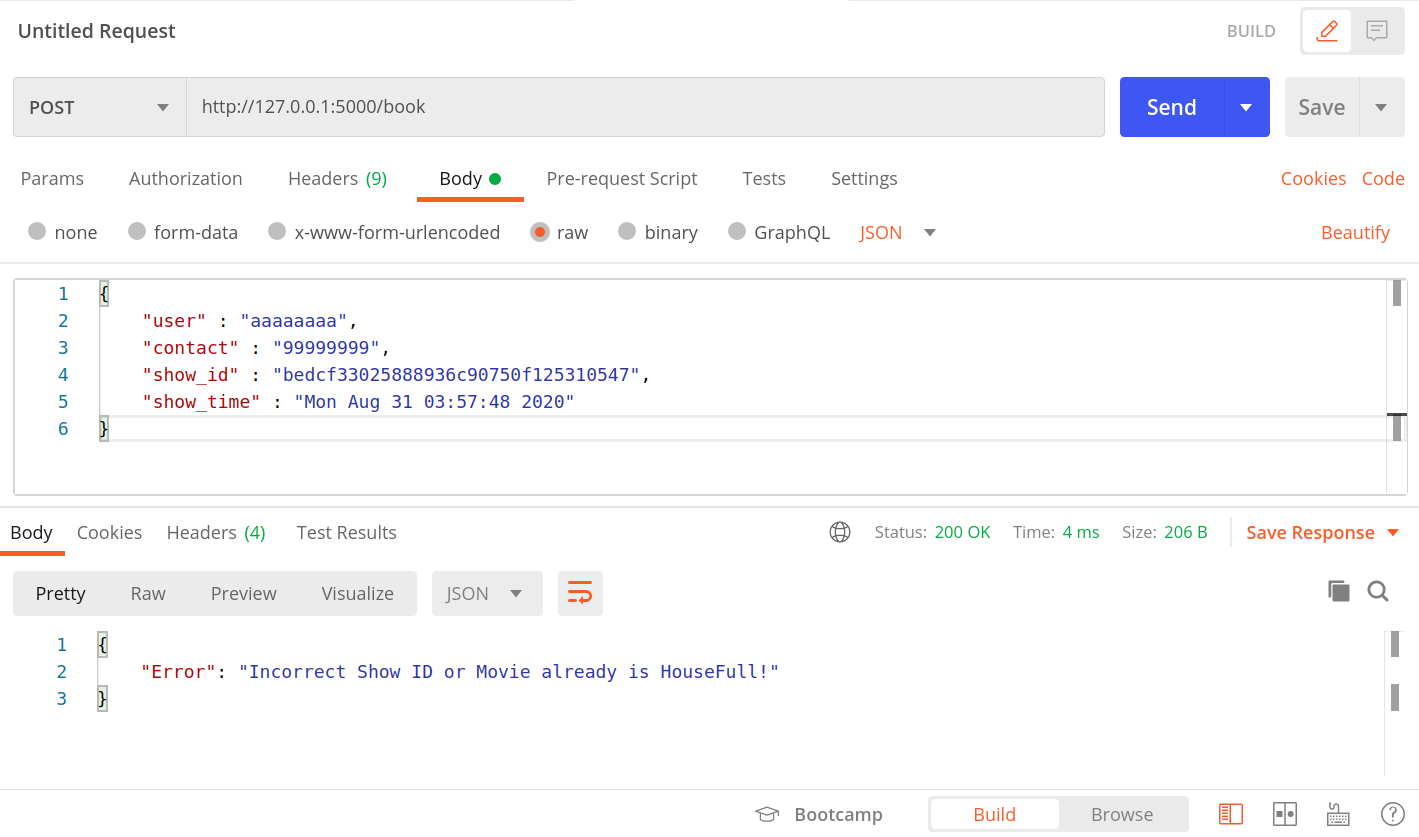 Untitled Request
BUILD
POST
http://127.0.0.1:5000/book
Send
Save
Params Authorization Headers (9) Body Pre-request Script Tests Settings Cookies Code
none form-data x-www-form-urlencoded raw binary GraphQL JSON Beautify
1 {
2 "user" : "aaaaaaaa",
3 "contact" : "99999999",
4 "show_id" : "bedcf33025888936c90750f125310547",
5 "show_time" : "Mon Aug 31 03:57:48 2020"
6 }
Body Cookies Headers (4) Test Results Status: 200 OK Time: 4 ms Size: 206 B Save Response
Pretty Raw Preview Visualize JSON
1 {
2 "Error": "Incorrect Show ID or Movie already is HouseFull!"
3 }
Bootcamp Build Browse ?